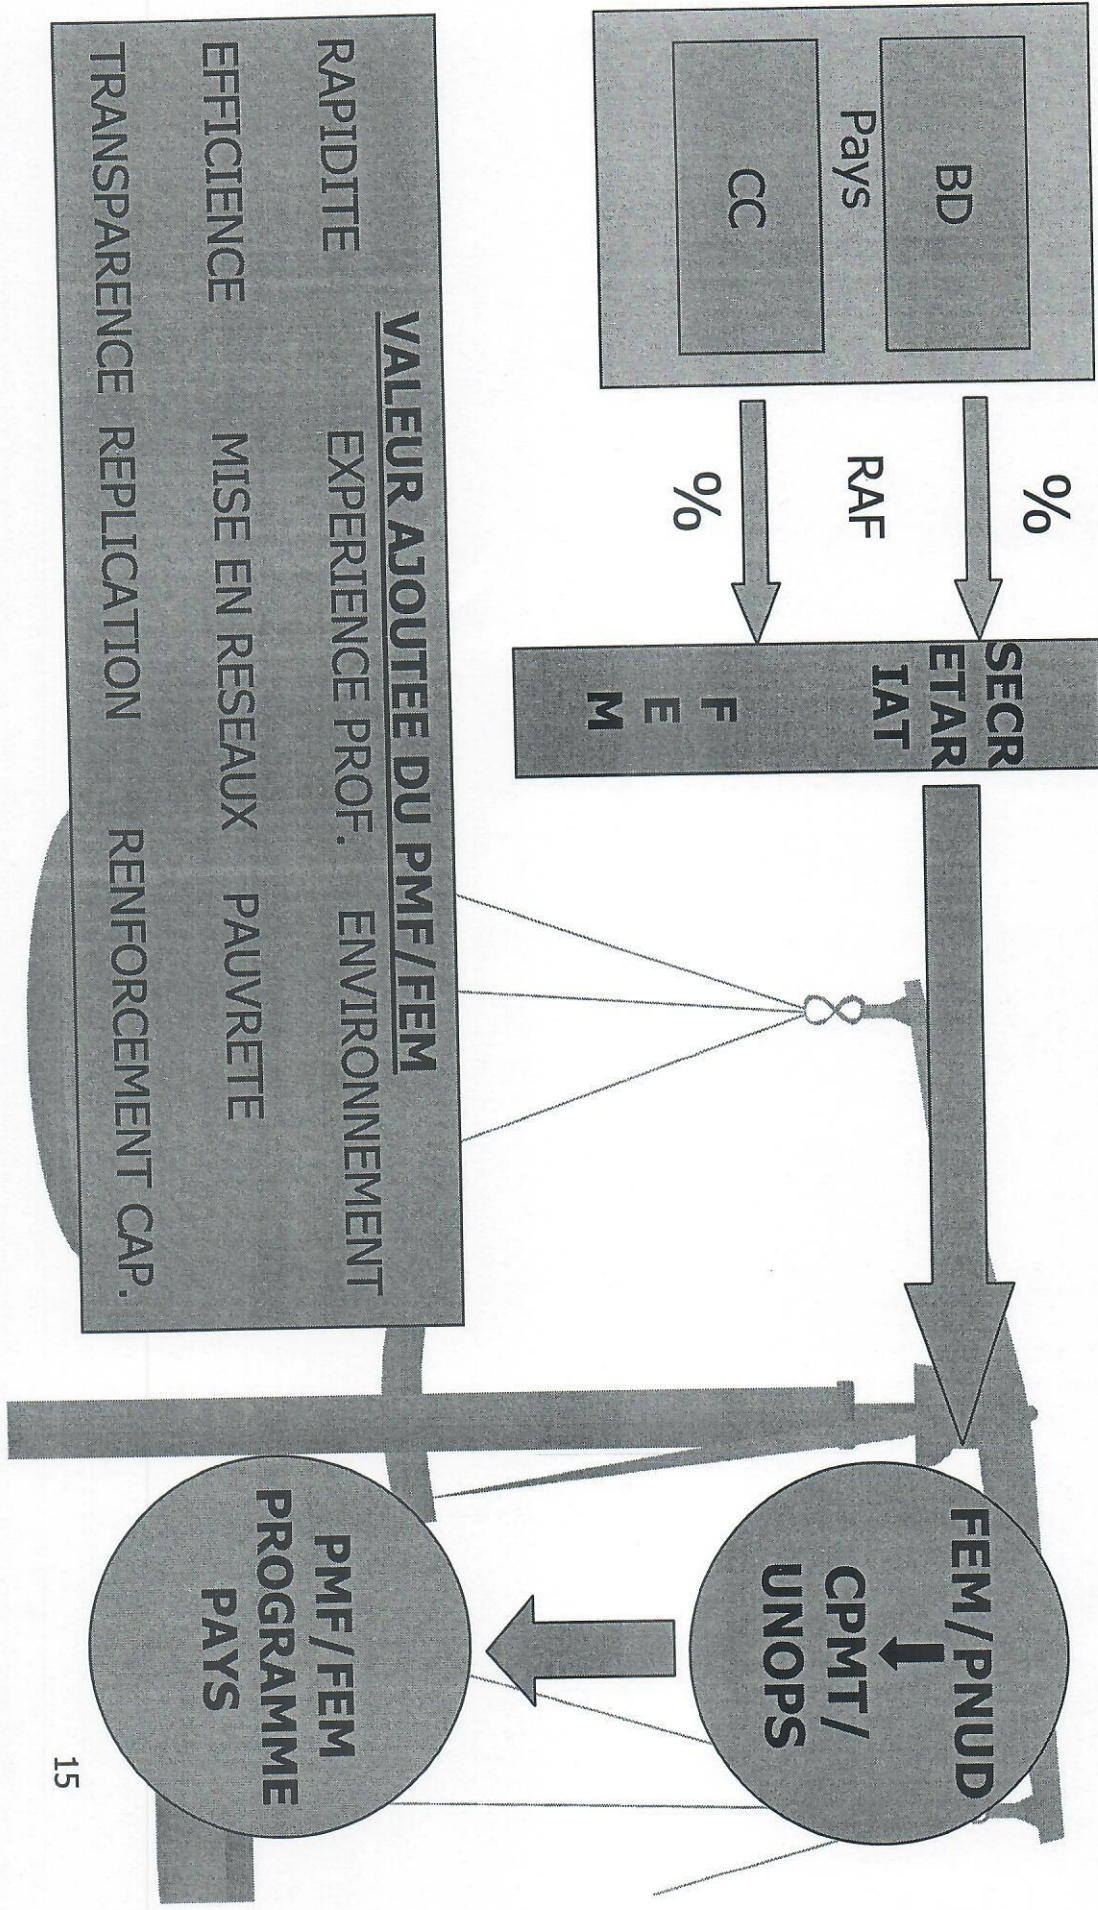 BD
Pays
CC
%
RAF
%
SECR
ETAR
IAT
F
E
M
FEM/PNUD
CPMT/
UNOPS
PMF/FEM
PROGRAMME
PAYS
VALEUR AJOUTEE DU PMF/FEM
RAPIDITE EXPERIENCE PROF. ENVIRONNEMENT
EFFICIENCE MISE EN RESEAUX PAUVRETE
TRANSPARENCE REPLICATION RENFORCEMENT CAP.
15